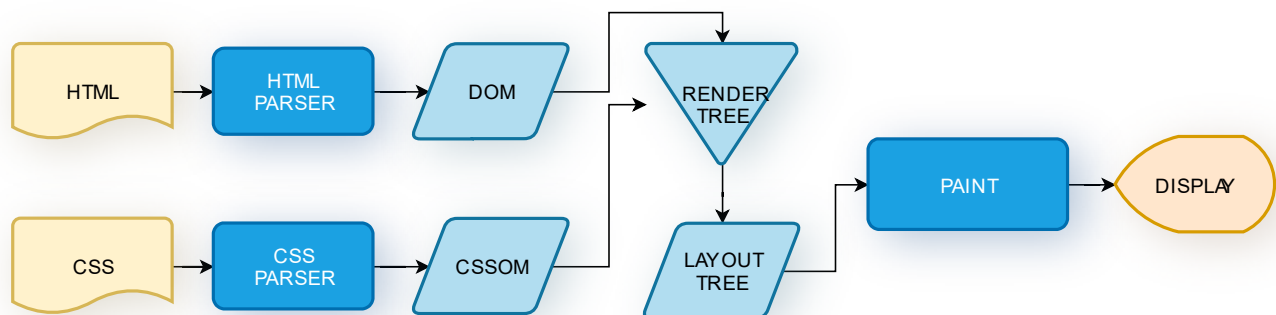 HTML
HTML
PARSER
DOM
RENDER
TREE
PAINT
DISPLAY
CSS
CSS
PARSER
CSSOM
LAYOUT
TREE